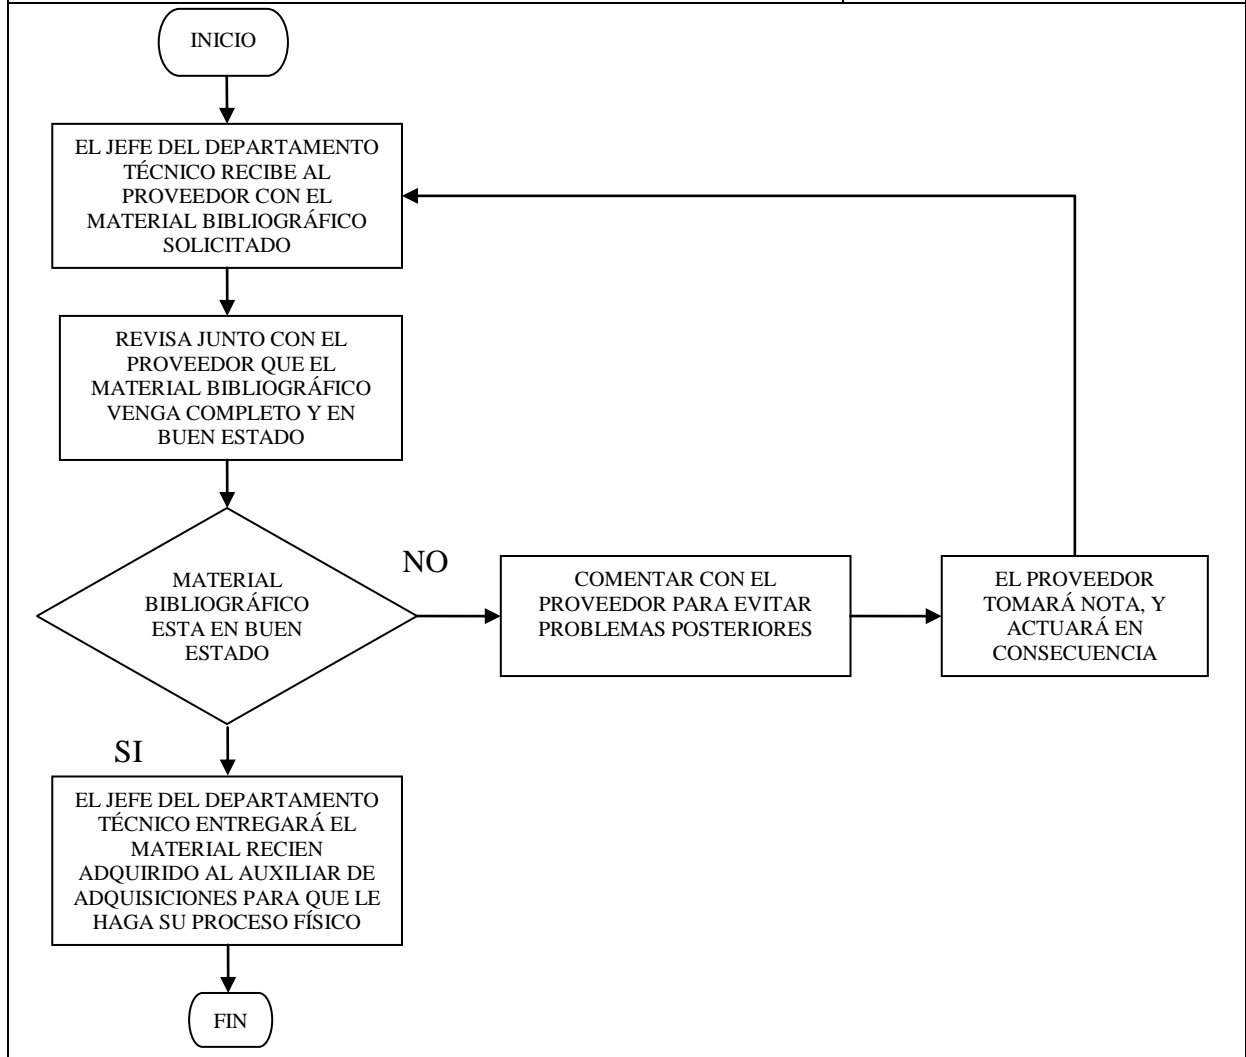 INICIO
EL JEFE DEL DEPARTAMENTO
TÉCNICO RECIBE AL
PROVEEDOR CON EL
MATERIAL BIBLIOGRÁFICO
SOLICITADO
REVISA JUNTO CON EL
PROVEEDOR QUE EL
MATERIAL BIBLIOGRÁFICO
VENGA COMPLETO Y EN
BUEN ESTADO
MATERIAL
BIBLIOGRÁFICO
ESTA EN BUEN
ESTADO
NO
COMENTAR CON EL
PROVEEDOR PARA EVITAR
PROBLEMAS POSTERIORES
EL PROVEEDOR
TOMARÁ NOTA, Y
ACTUARÁ EN
CONSECUENCIA
SI
EL JEFE DEL DEPARTAMENTO
TÉCNICO ENTREGARÁ EL
MATERIAL RECIEN
ADQUIRIDO AL AUXILIAR DE
ADQUISICIONES PARA QUE LE
HAGA SU PROCESO FÍSICO
FIN